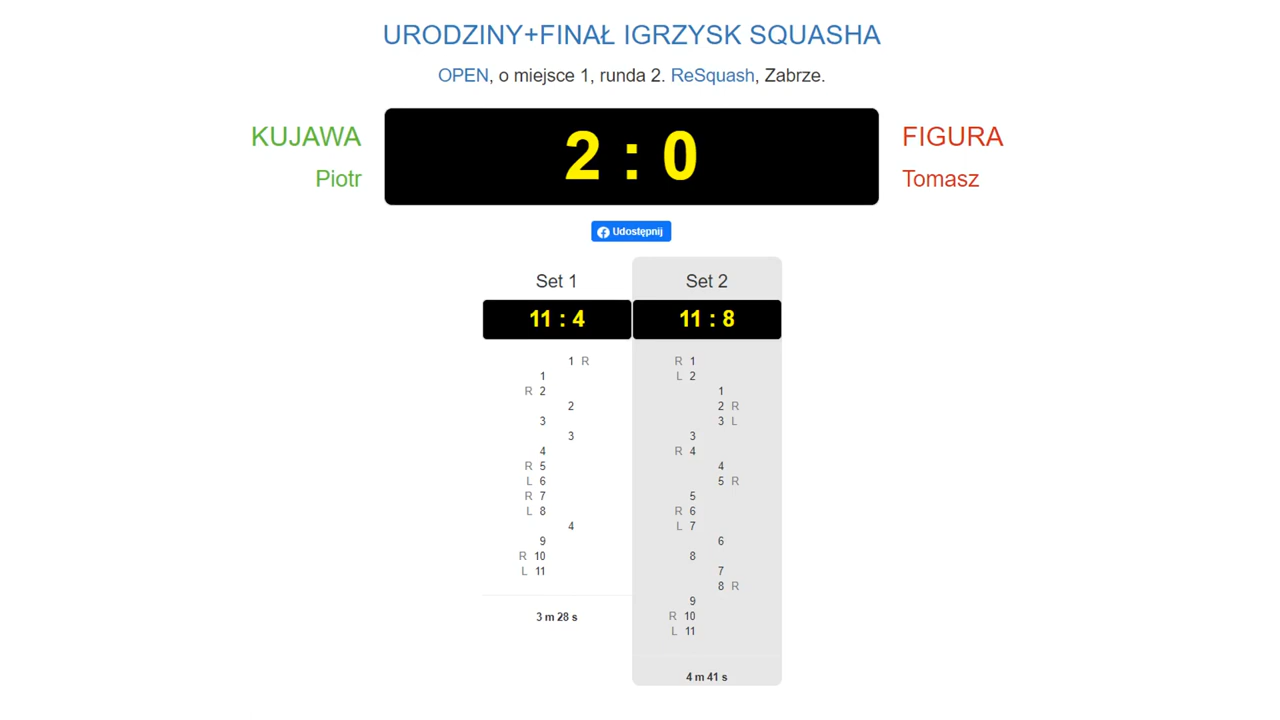 URODZINY+FINAŁ IGRZYSK SQUASHA
OPEN, o miejsce 1, runda 2. ReSquash, Zabrze.
KUJAWA
Piotr
2 : 0
FIGURA
Tomasz
Udostępnij
Set 1
11 : 4
1 R
1
R 2
2
3
3
4
R 5
L 6
R 7
L 8
4
9
R 10
L 11
3 m 28 s
Set 2
11 : 8
R 1
L 2
1
2 R
3 L
3
R 4
4
5 R
5
R 6
L 7
6
8
7
8 R
9
R 10
L 11
4 m 41 s